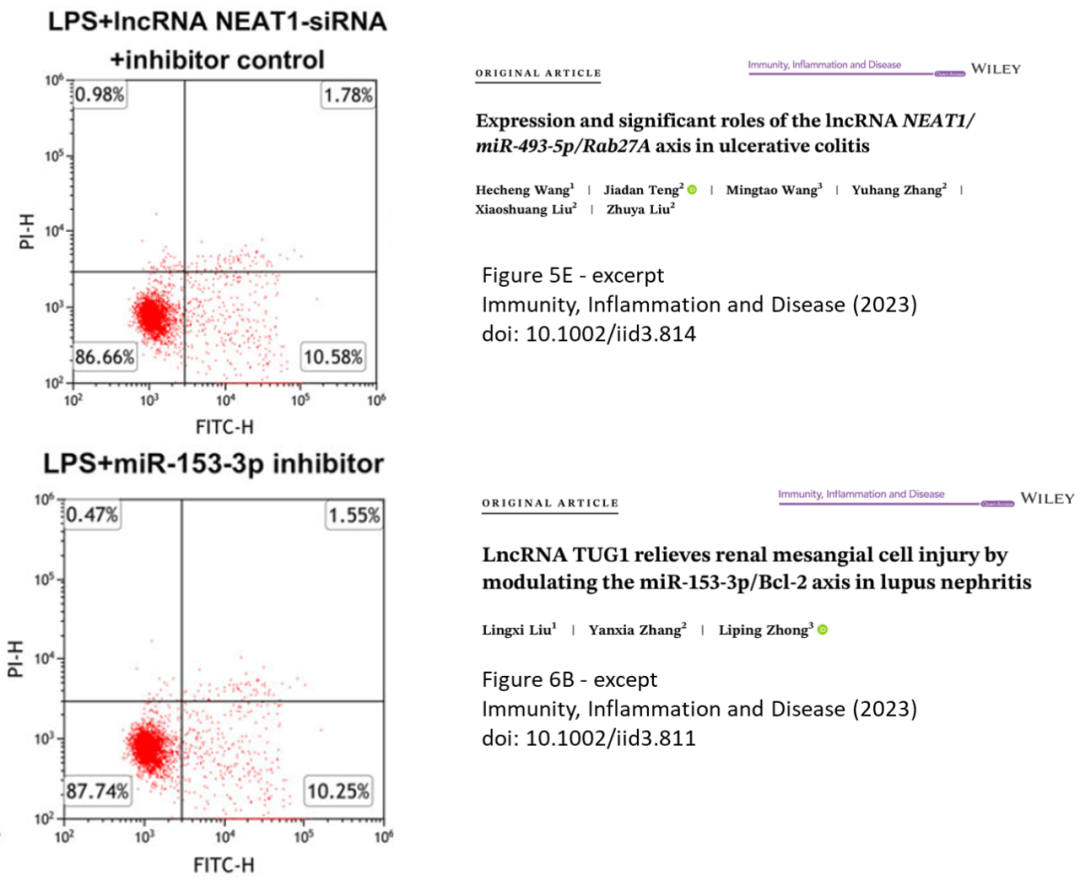 LPS+lncRNA NEAT1-siRNA
+inhibitor control
10⁶
0.98%
1.78%
10⁵
10⁴
PI-H
10³
86.66%
10.58%
10²
10² 10³ 10⁴ 10⁵ 10⁶
FITC-H
ORIGINAL ARTICLE
Immunity, Inflammation and Disease
WILEY
Expression and significant roles of the lncRNA NEAT1/
miR-493-5p/Rab27A axis in ulcerative colitis
Hecheng Wang¹ | Jiadan Teng² | Mingtao Wang³ | Yuhang Zhang² |
Xiaoshuang Liu² | Zhuya Liu²
Figure 5E - excerpt
Immunity, Inflammation and Disease (2023)
doi: 10.1002/iid3.814
LPS+miR-153-3p inhibitor
10⁶
0.47%
1.55%
10⁵
10⁴
PI-H
10³
87.74%
10.25%
10²
10² 10³ 10⁴ 10⁵ 10⁶
FITC-H
ORIGINAL ARTICLE
Immunity, Inflammation and Disease
WILEY
LncRNA TUG1 relieves renal mesangial cell injury by
modulating the miR-153-3p/Bcl-2 axis in lupus nephritis
Lingxi Liu¹ | Yanxia Zhang² | Liping Zhong³
Figure 6B - except
Immunity, Inflammation and Disease (2023)
doi: 10.1002/iid3.811